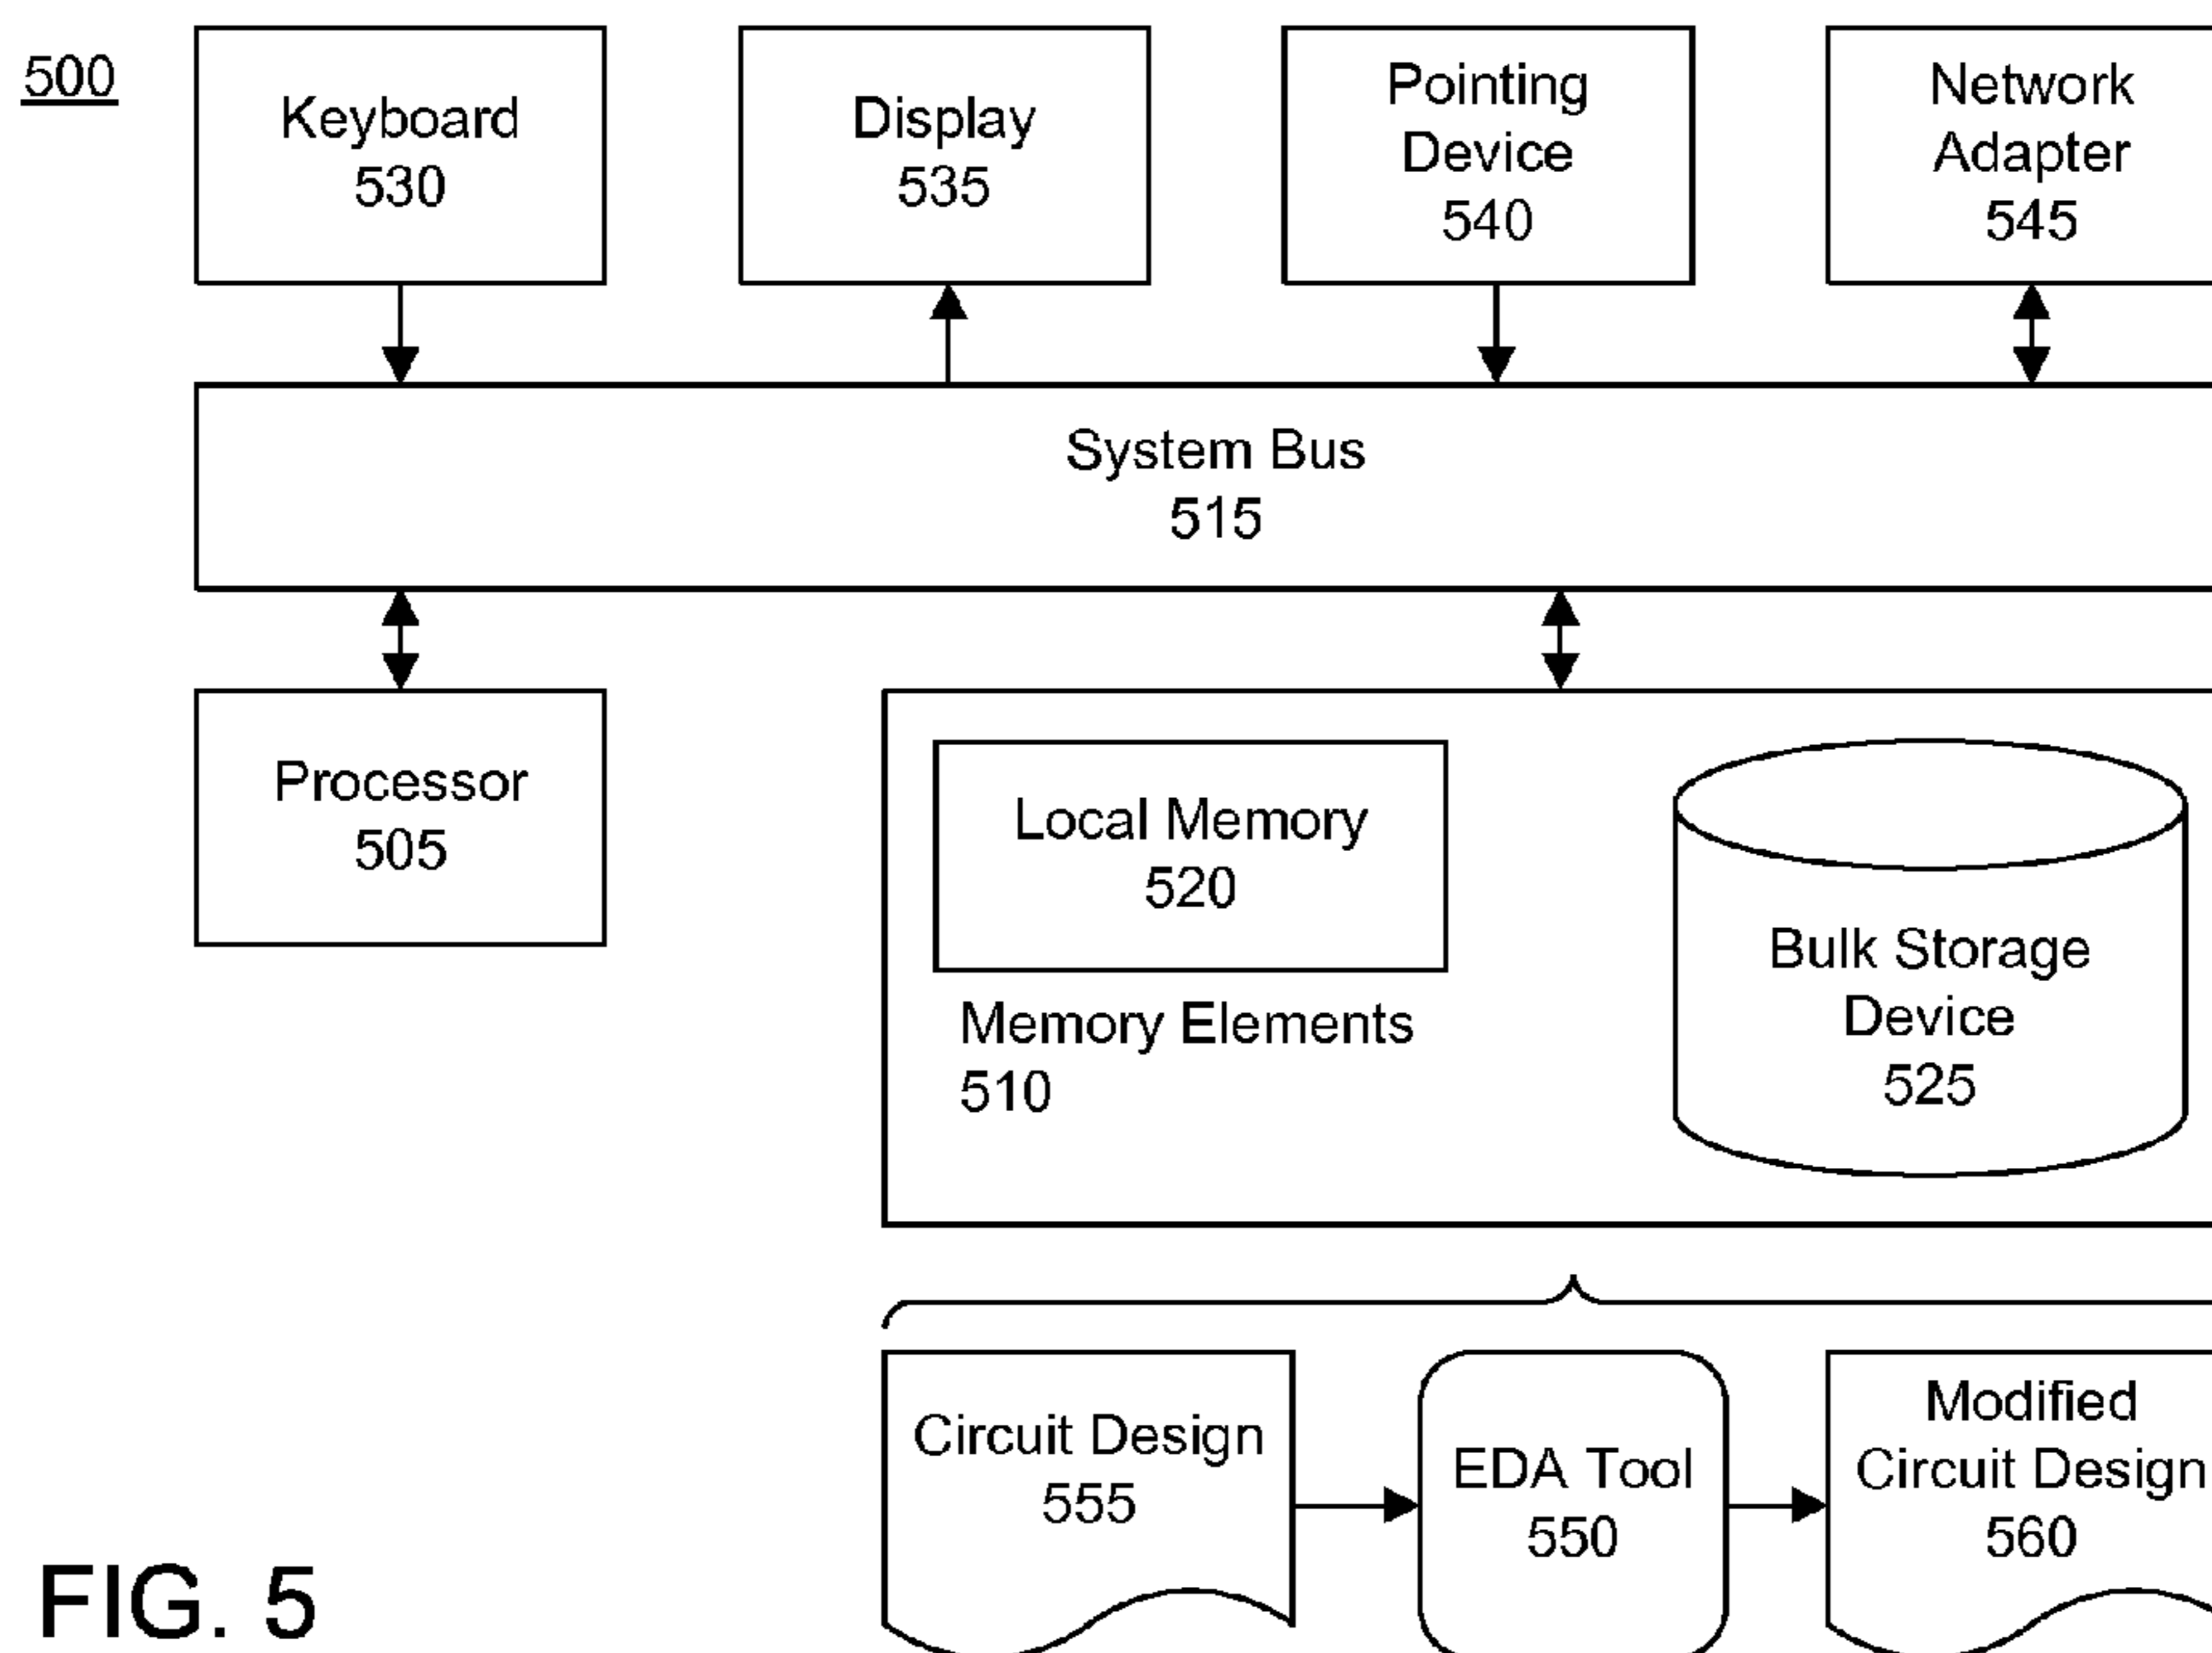 500
Keyboard
530
Display
535
Pointing
Device
540
Network
Adapter
545
System Bus
515
Processor
505
Local Memory
520
Memory Elements
510
Bulk Storage
Device
525
Circuit Design
555
EDA Tool
550
Modified
Circuit Design
560
FIG. 5